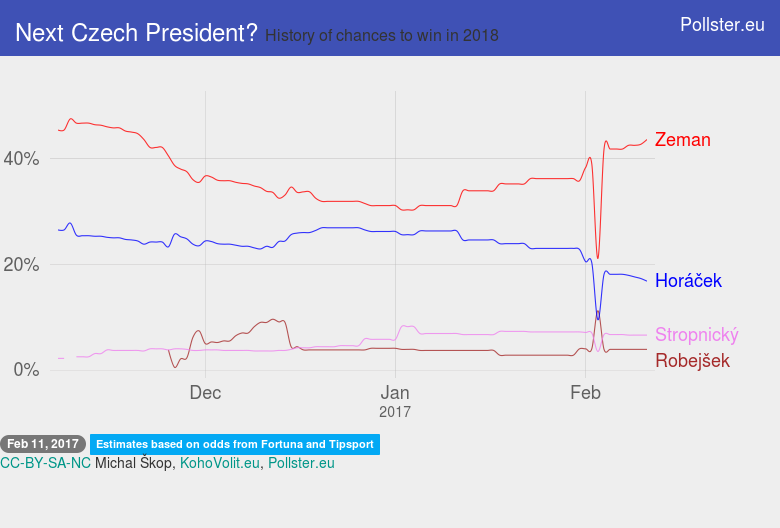 Next Czech President? History of chances to win in 2018
Pollster.eu
Zeman
40%
20%
Horáček
Stropnický
Robejšek
0%
Dec
Jan
Feb
2017
Feb 11, 2017 Estimates based on odds from Fortuna and Tipsport
CC-BY-SA-NC Michal Škop, KohoVolit.eu, Pollster.eu